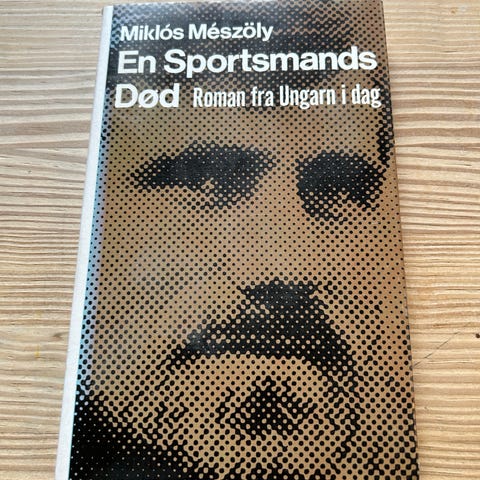 Miklós Mészöly
En Sportsmands
Død Roman fra Ungarn i dag